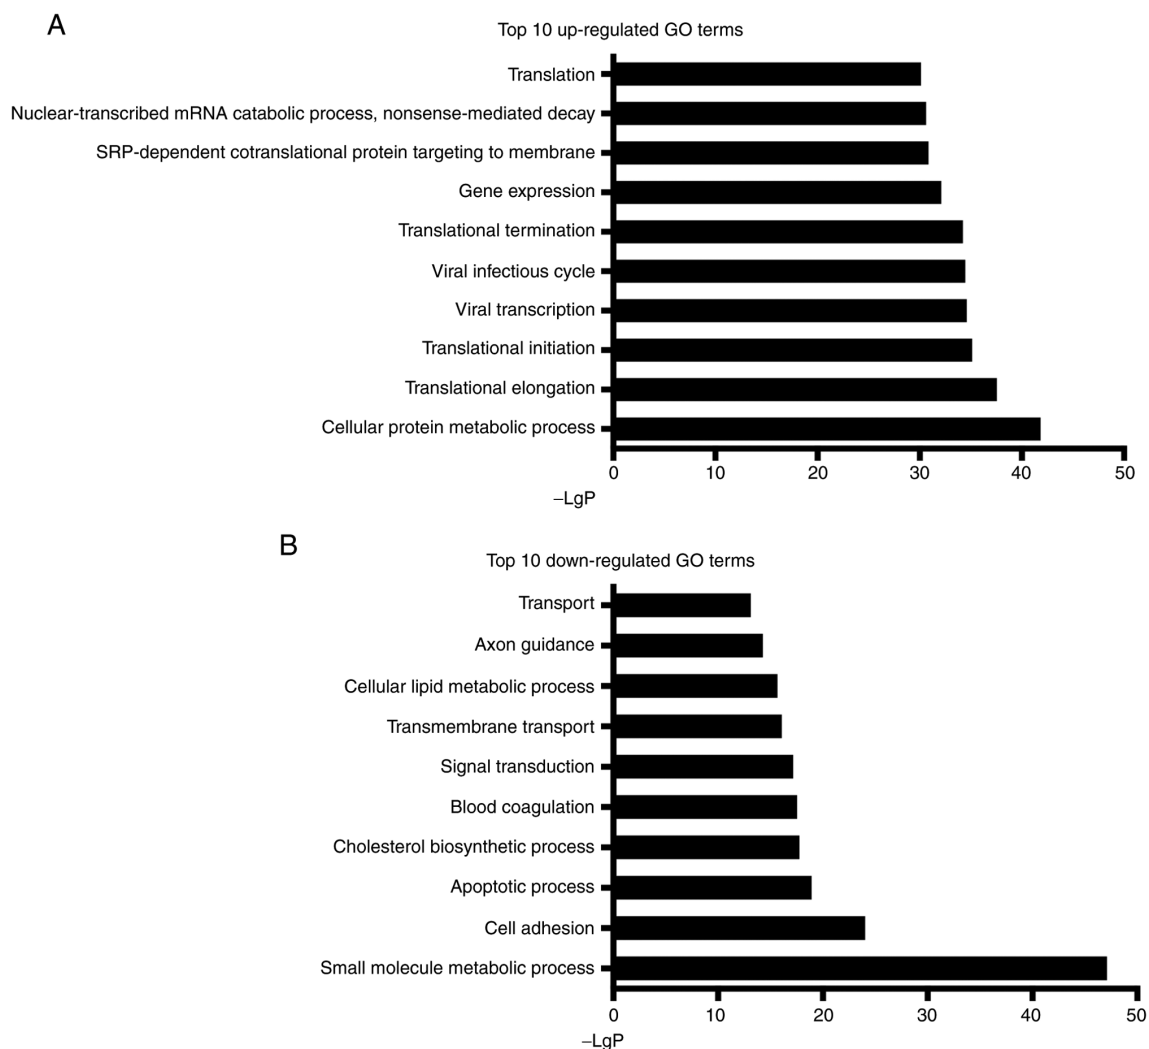 A
Top 10 up-regulated GO terms
Translation
Nuclear-transcribed mRNA catabolic process, nonsense-mediated decay
SRP-dependent cotranslational protein targeting to membrane
Gene expression
Translational termination
Viral infectious cycle
Viral transcription
Translational initiation
Translational elongation
Cellular protein metabolic process
0 10 20 30 40 50
–LgP
B
Top 10 down-regulated GO terms
Transport
Axon guidance
Cellular lipid metabolic process
Transmembrane transport
Signal transduction
Blood coagulation
Cholesterol biosynthetic process
Apoptotic process
Cell adhesion
Small molecule metabolic process
0 10 20 30 40 50
–LgP